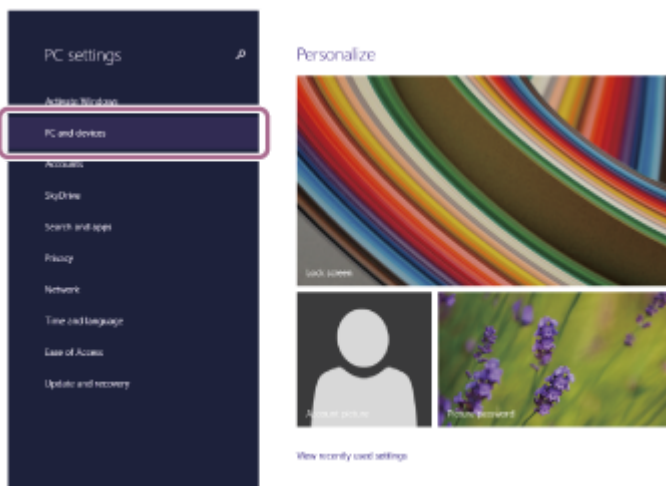 PC settings
Activate Windows
PC and devices
Accounts
SkyDrive
Search and apps
Privacy
Network
Time and language
Ease of Access
Update and recovery
Personalize
Lock screen
Account picture
Picture password
View recently used settings